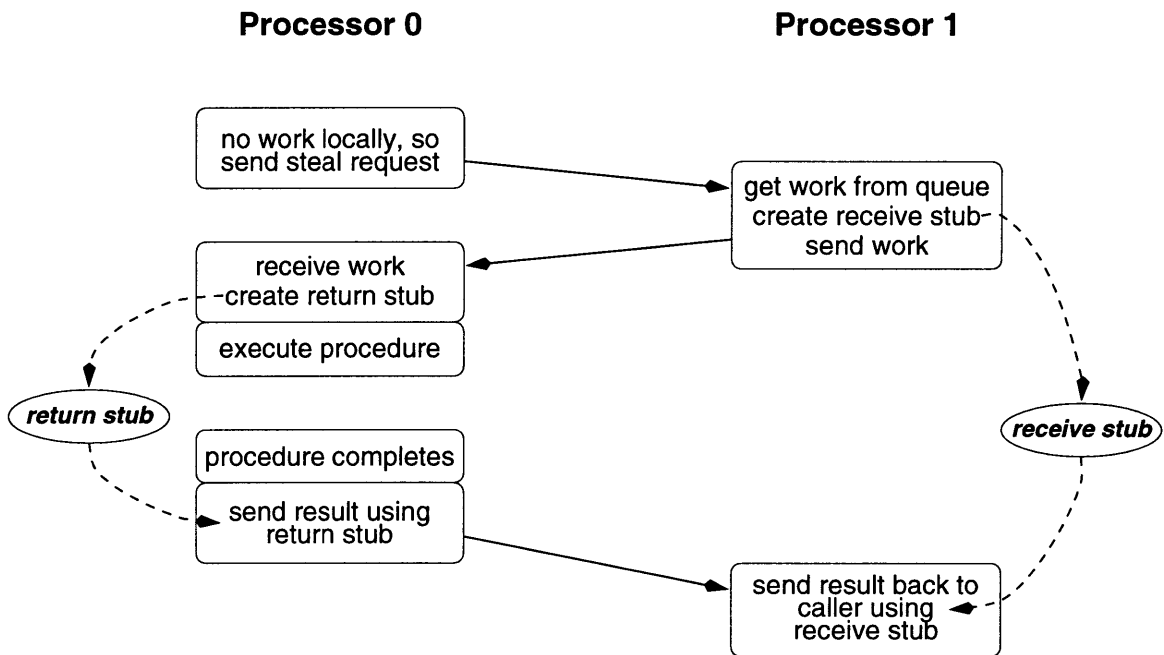 Processor 0
Processor 1
no work locally, so
send steal request
get work from queue
create receive stub
send work
receive work
create return stub
execute procedure
return stub
receive stub
procedure completes
send result using
return stub
send result back to
caller using
receive stub